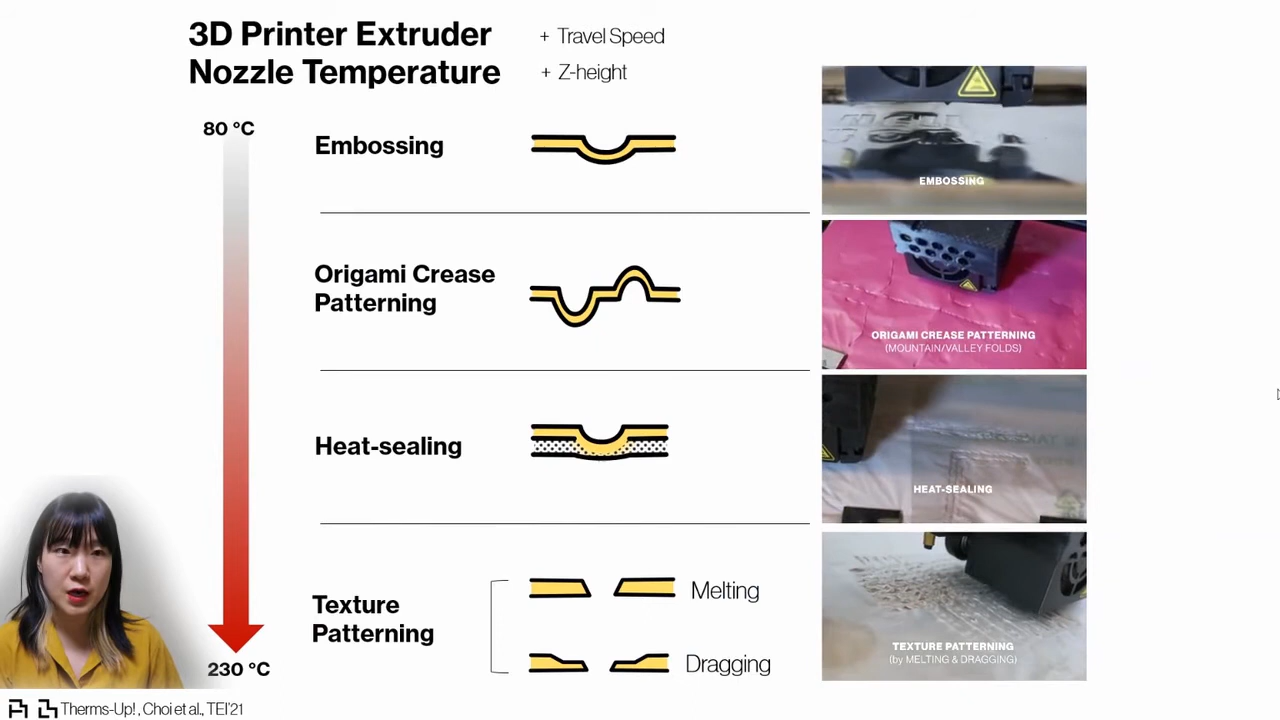 3D Printer Extruder
Nozzle Temperature
+ Travel Speed
+ Z-height
80 °C
230 °C
Embossing
Origami Crease
Patterning
Heat-sealing
Texture
Patterning
Melting
Dragging
EMBOSSING
ORIGAMI CREASE PATTERNING
(MOUNTAIN/VALLEY FOLDS)
HEAT-SEALING
TEXTURE PATTERNING
(by MELTING & DRAGGING)
Therms-Up!, Choi et al., TEI'21